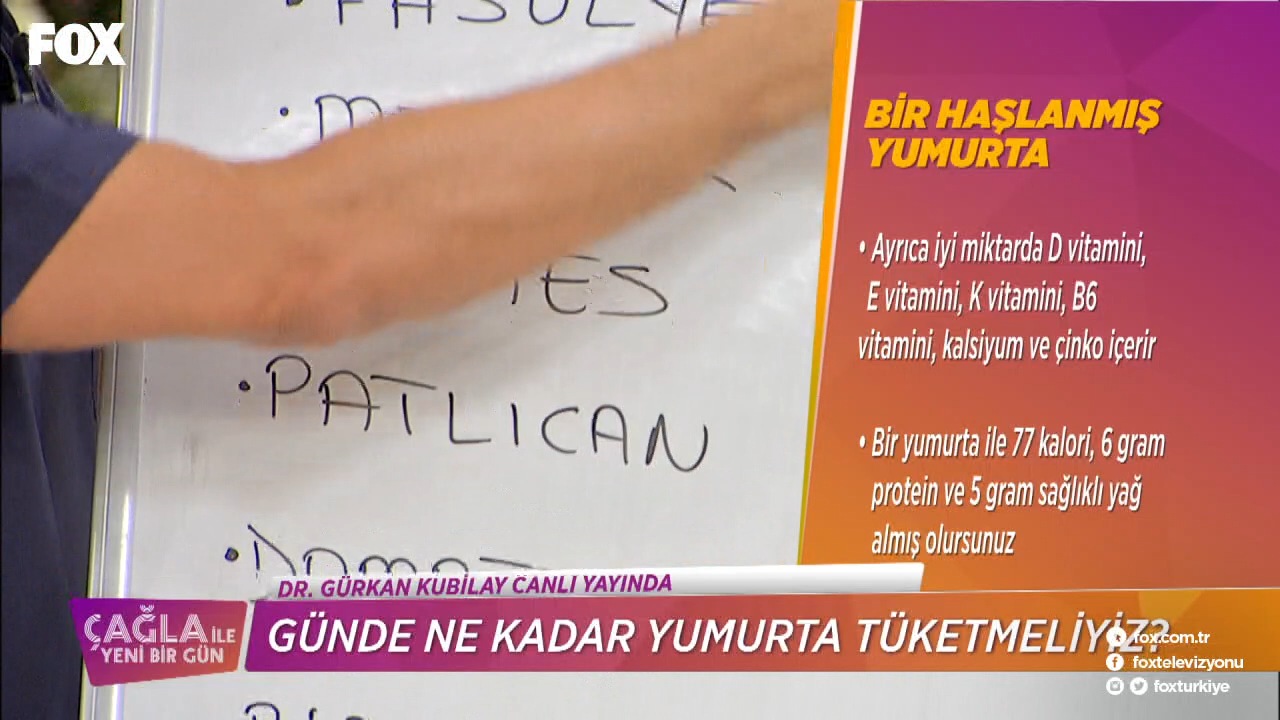 FOX
FASULYE
PATLICAN
BİR HAŞLANMIŞ
YUMURTA
• Ayrıca iyi miktarda D vitamini,
E vitamini, K vitamini, B6
vitamini, kalsiyum ve çinko içerir
• Bir yumurta ile 77 kalori, 6 gram
protein ve 5 gram sağlıklı yağ
almış olursunuz
DR. GÜRKAN KUBİLAY CANLI YAYINDA
ÇAĞLA İLE
YENİ BİR GÜN
GÜNDE NE KADAR YUMURTA TÜKETMELİYİZ?
fox.com.tr
foxtelevizyonu
foxturkiye